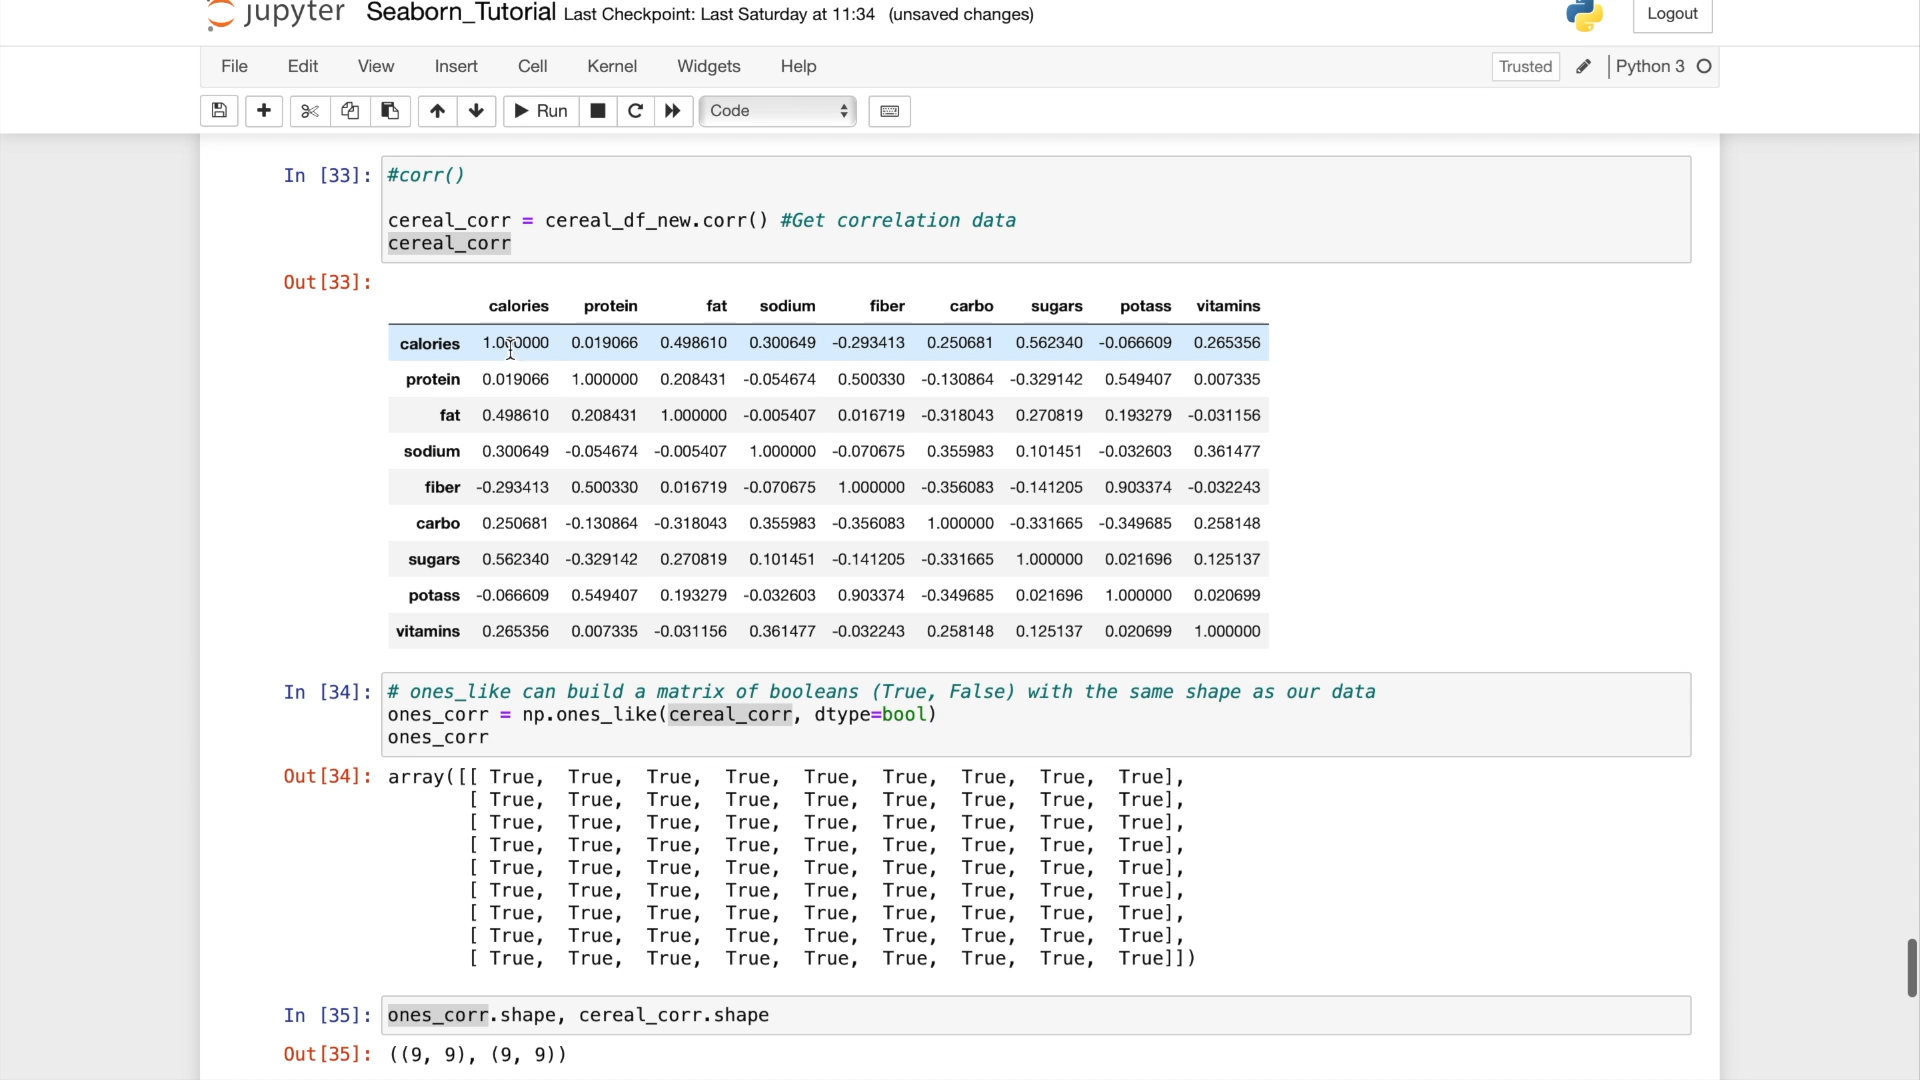 jupyter Seaborn_Tutorial Last Checkpoint: Last Saturday at 11:34 (unsaved changes) Logout
File Edit View Insert Cell Kernel Widgets Help Trusted Python 3
Run Code
In [33]: #corr()
cereal_corr = cereal_df_new.corr() #Get correlation data
cereal_corr
Out[33]:
calories protein fat sodium fiber carbo sugars potass vitamins
calories 1.000000 0.019066 0.498610 0.300649 -0.293413 0.250681 0.562340 -0.066609 0.265356
protein 0.019066 1.000000 0.208431 -0.054674 0.500330 -0.130864 -0.329142 0.549407 0.007335
fat 0.498610 0.208431 1.000000 -0.005407 0.016719 -0.318043 0.270819 0.193279 -0.031156
sodium 0.300649 -0.054674 -0.005407 1.000000 -0.070675 0.355983 0.101451 -0.032603 0.361477
fiber -0.293413 0.500330 0.016719 -0.070675 1.000000 -0.356083 -0.141205 0.903374 -0.032243
carbo 0.250681 -0.130864 -0.318043 0.355983 -0.356083 1.000000 -0.331665 -0.349685 0.258148
sugars 0.562340 -0.329142 0.270819 0.101451 -0.141205 -0.331665 1.000000 0.021696 0.125137
potass -0.066609 0.549407 0.193279 -0.032603 0.903374 -0.349685 0.021696 1.000000 0.020699
vitamins 0.265356 0.007335 -0.031156 0.361477 -0.032243 0.258148 0.125137 0.020699 1.000000
In [34]: # ones_like can build a matrix of booleans (True, False) with the same shape as our data
ones_corr = np.ones_like(cereal_corr, dtype=bool)
ones_corr
Out[34]: array([[ True, True, True, True, True, True, True, True, True],
[ True, True, True, True, True, True, True, True, True],
[ True, True, True, True, True, True, True, True, True],
[ True, True, True, True, True, True, True, True, True],
[ True, True, True, True, True, True, True, True, True],
[ True, True, True, True, True, True, True, True, True],
[ True, True, True, True, True, True, True, True, True],
[ True, True, True, True, True, True, True, True, True],
[ True, True, True, True, True, True, True, True, True]])
In [35]: ones_corr.shape, cereal_corr.shape
Out[35]: ((9, 9), (9, 9))